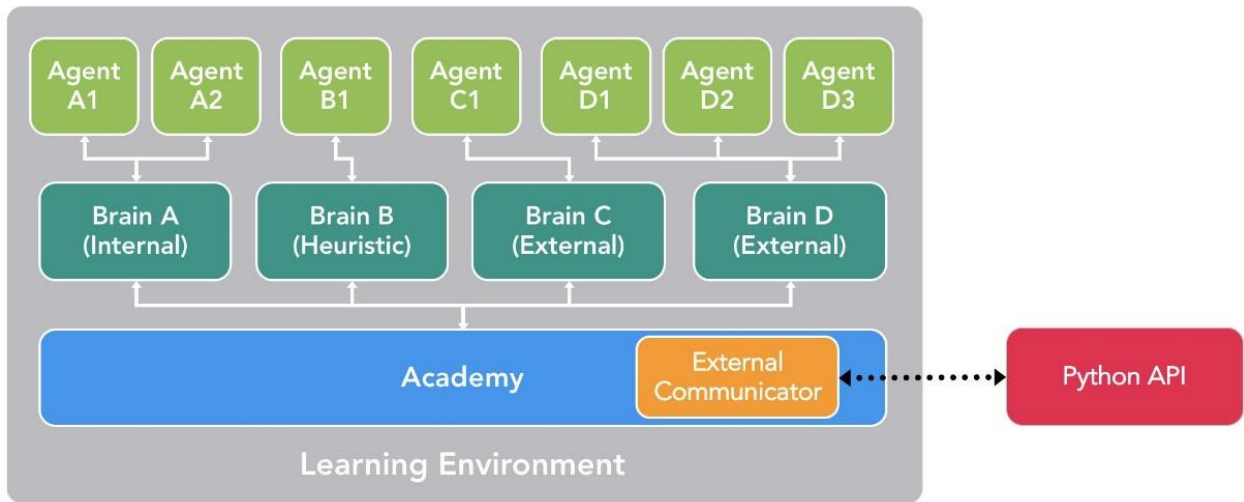 Agent
A1
Agent
A2
Agent
B1
Agent
C1
Agent
D1
Agent
D2
Agent
D3
Brain A
(Internal)
Brain B
(Heuristic)
Brain C
(External)
Brain D
(External)
Academy
External
Communicator
Python API
Learning Environment